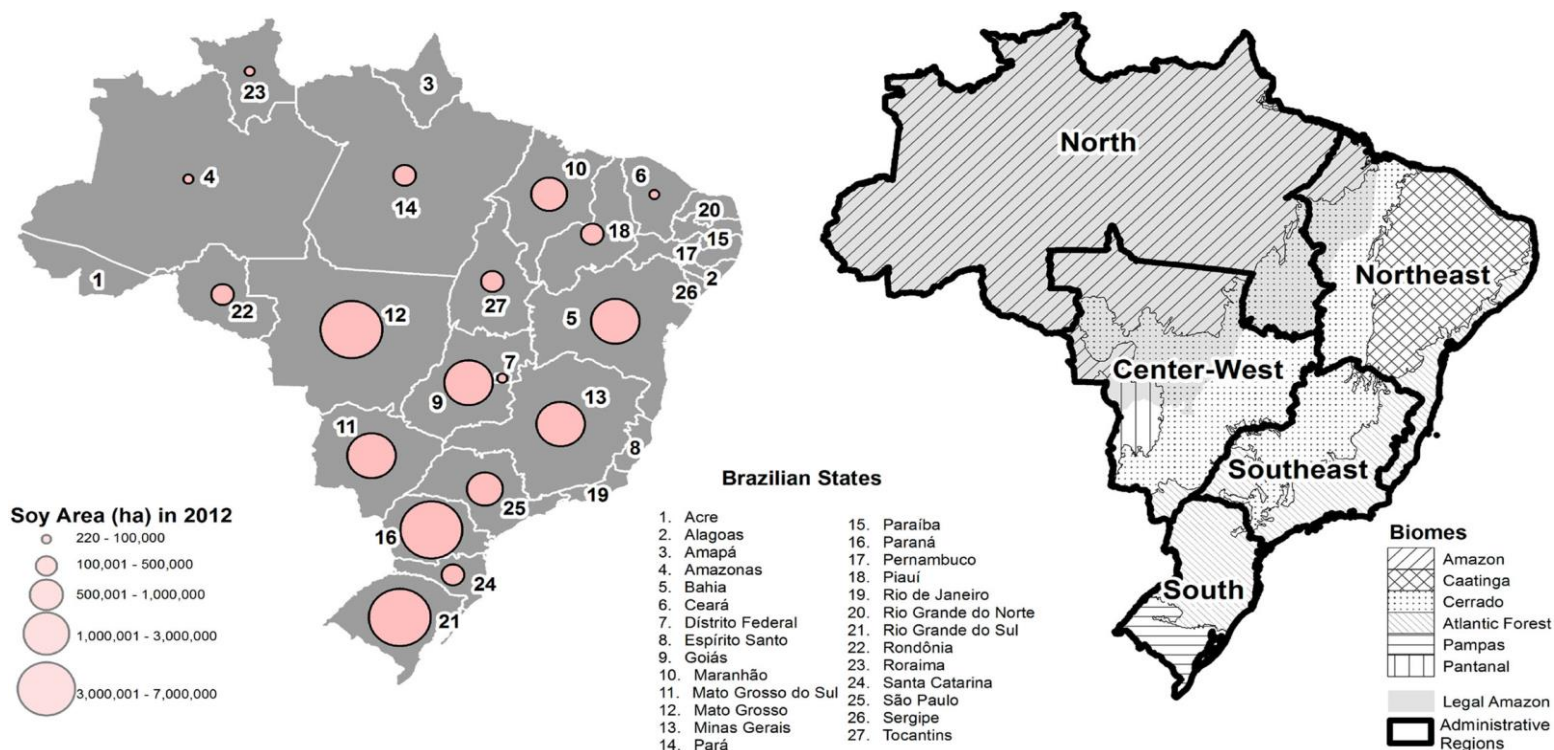 23
3
4
14
10
6
20
18
15
17
2
26
1
22
12
27
5
7
9
13
11
8
19
25
16
24
21
Soy Area (ha) in 2012
220 - 100,000
100,001 - 500,000
500,001 - 1,000,000
1,000,001 - 3,000,000
3,000,001 - 7,000,000
Brazilian States
1. Acre
2. Alagoas
3. Amapá
4. Amazonas
5. Bahia
6. Ceará
7. Dístrito Federal
8. Espírito Santo
9. Goiás
10. Maranhão
11. Mato Grosso do Sul
12. Mato Grosso
13. Minas Gerais
14. Pará
15. Paraíba
16. Paraná
17. Pernambuco
18. Piauí
19. Rio de Janeiro
20. Rio Grande do Norte
21. Rio Grande do Sul
22. Rondônia
23. Roraima
24. Santa Catarina
25. São Paulo
26. Sergipe
27. Tocantins
North
Northeast
Center-West
Southeast
South
Biomes
Amazon
Caatinga
Cerrado
Atlantic Forest
Pampas
Pantanal
Legal Amazon
Administrative
Regions